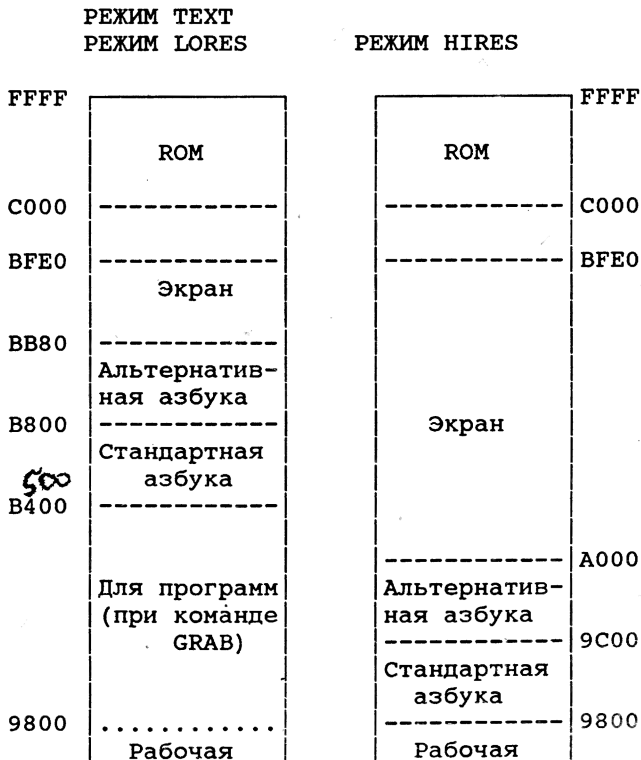 РЕЖИМ TEXT
РЕЖИМ LORES РЕЖИМ HIRES
FFFF FFFF
ROM ROM
C000 C000
BFE0 BFE0
Экран
BB80
Альтернатив-
ная азбука
B800 Экран
Стандартная
500 азбука
B400
A000
Для программ Альтернатив-
(при команде ная азбука
GRAB) 9C00
Стандартная
азбука
9800 9800
Рабочая Рабочая